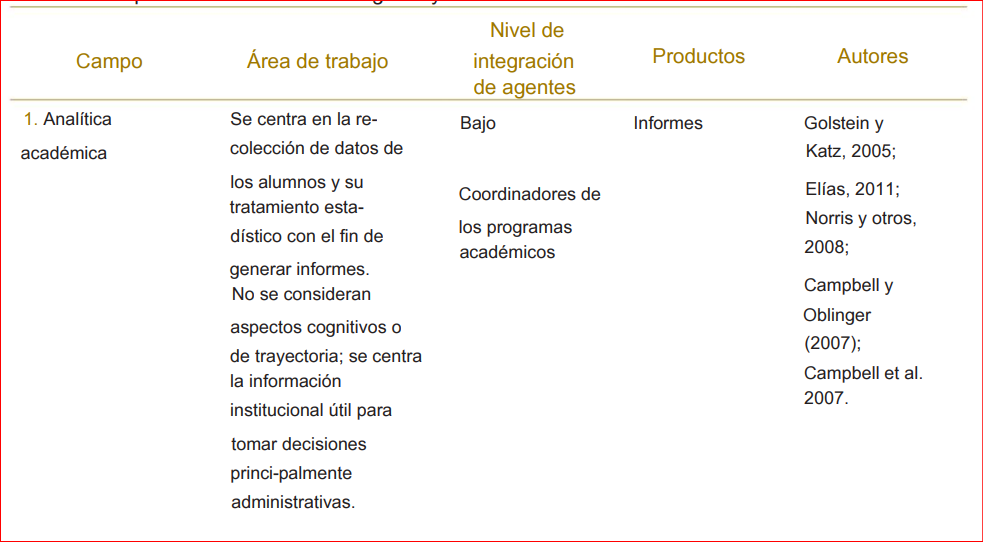 Campo
Área de trabajo
Nivel de
integración
de agentes
Productos
Autores
1. Analítica
académica
Se centra en la re-
colección de datos de
los alumnos y su
tratamiento esta-
dístico con el fin de
generar informes.
No se consideran
aspectos cognitivos o
de trayectoria; se centra
la información
institucional útil para
tomar decisiones
princi-palmente
administrativas.
Bajo
Coordinadores de
los programas
académicos
Informes
Golstein y
Katz, 2005;
Elías, 2011;
Norris y otros,
2008;
Campbell y
Oblinger
(2007);
Campbell et al.
2007.